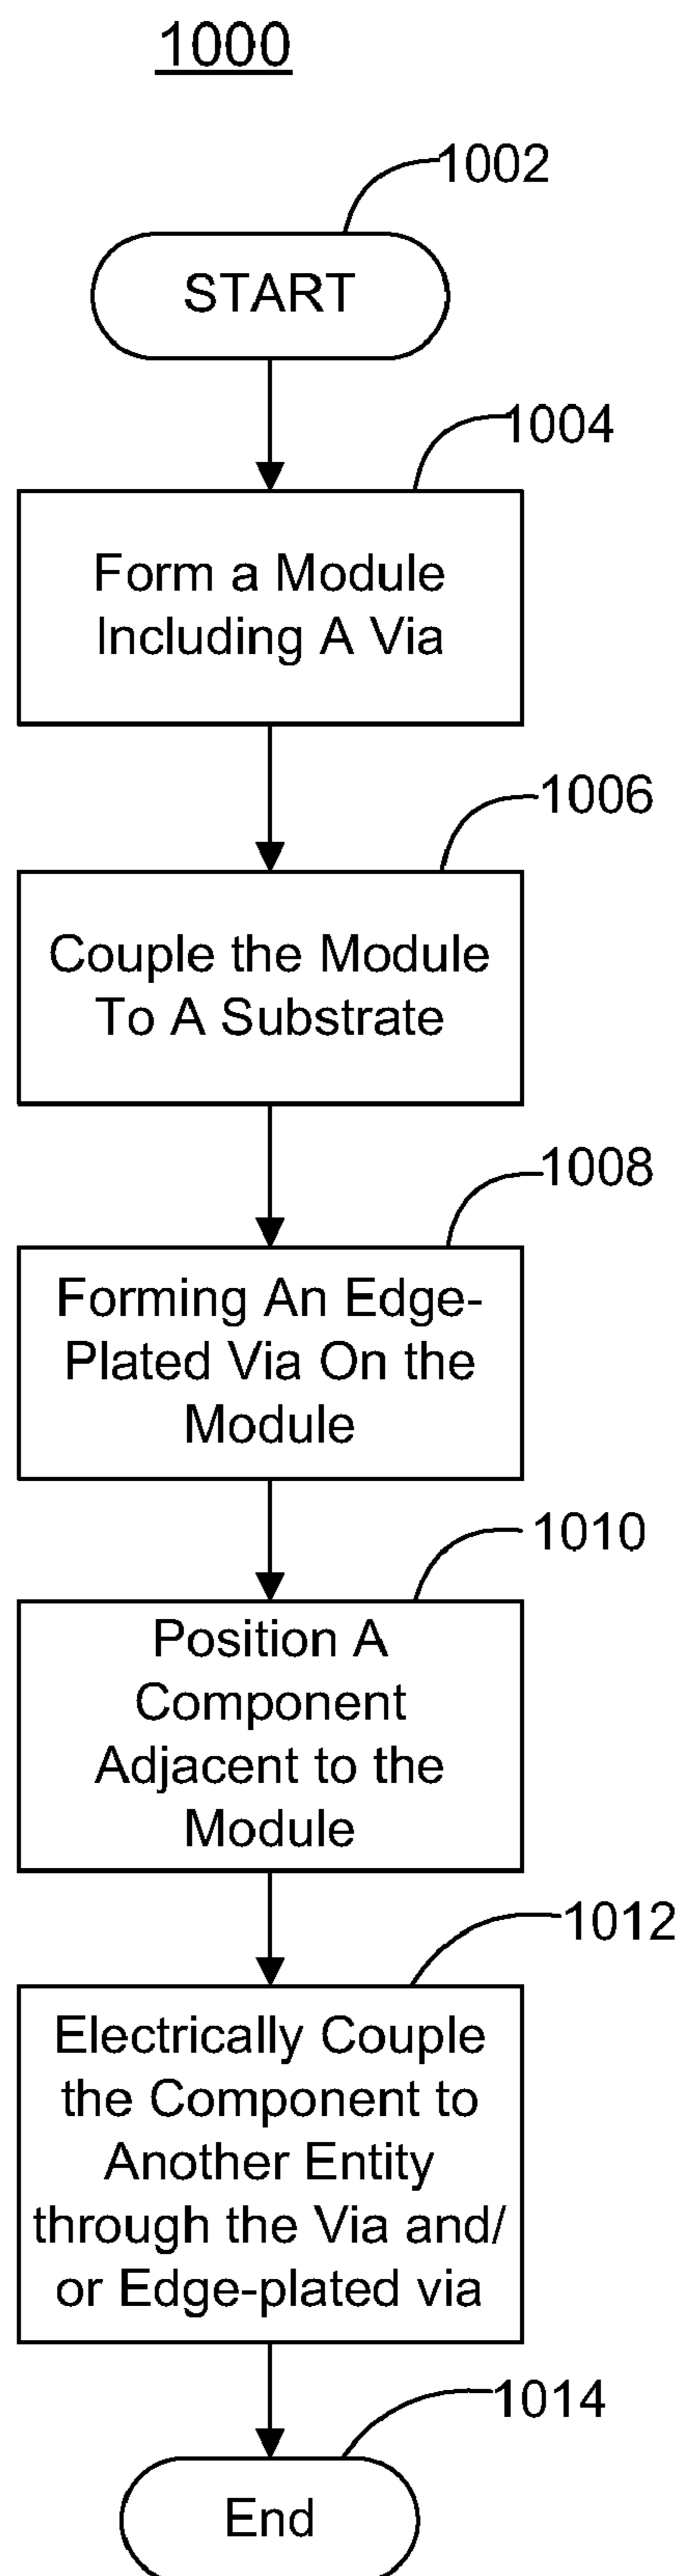 1000
1002
START
1004
Form a Module
Including A Via
1006
Couple the Module
To A Substrate
1008
Forming An Edge-
Plated Via On the
Module
1010
Position A
Component
Adjacent to the
Module
1012
Electrically Couple
the Component to
Another Entity
through the Via and/
or Edge-plated via
1014
End